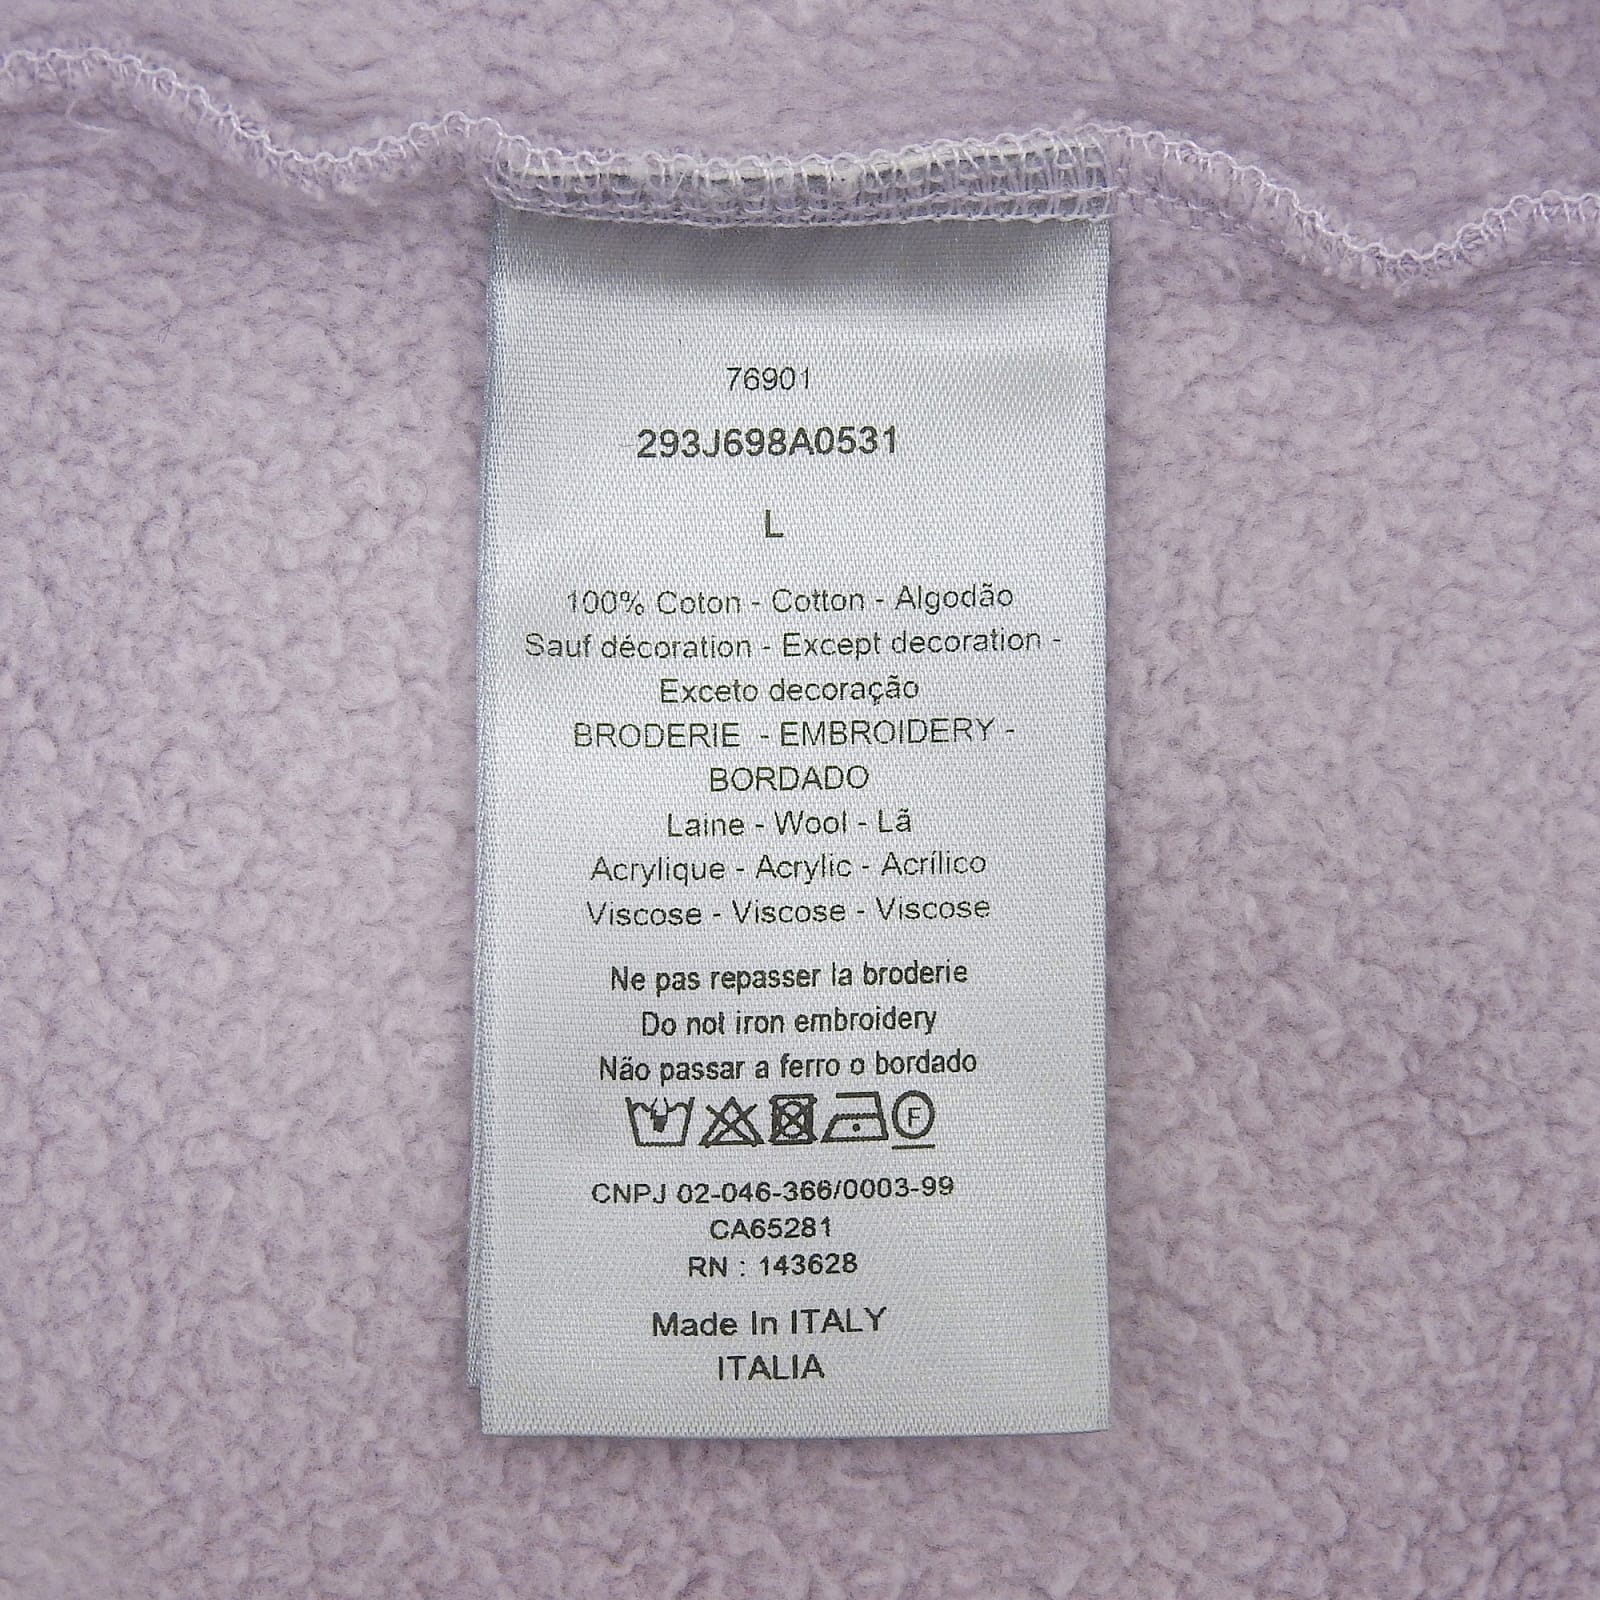 76901
293J698A0531
L
100% Coton - Cotton - Algodão
Sauf décoration - Except decoration -
Exceto decoração
BRODERIE - EMBROIDERY -
BORDADO
Laine - Wool - Lã
Acrylique - Acrylic - Acrílico
Viscose - Viscose - Viscose
Ne pas repasser la broderie
Do not iron embroidery
Não passar a ferro o bordado
F
CNPJ 02-046-366/0003-99
CA65281
RN : 143628
Made In ITALY
ITALIA